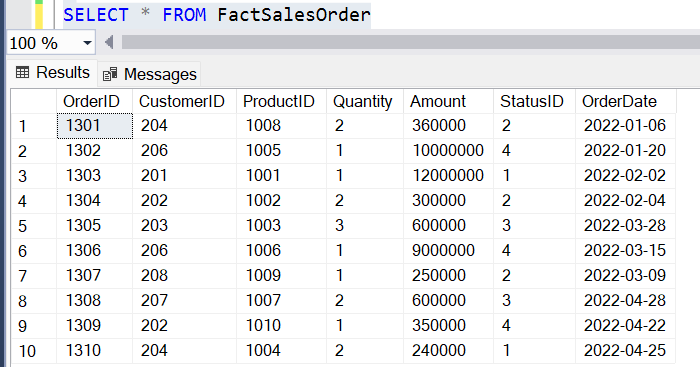 SELECT * FROM FactSalesOrder
100 %
Results Messages
OrderID CustomerID ProductID Quantity Amount StatusID OrderDate
1 1301 204 1008 2 360000 2 2022-01-06
2 1302 206 1005 1 10000000 4 2022-01-20
3 1303 201 1001 1 12000000 1 2022-02-02
4 1304 202 1002 2 300000 2 2022-02-04
5 1305 203 1003 3 600000 3 2022-03-28
6 1306 206 1006 1 9000000 4 2022-03-15
7 1307 208 1009 1 250000 2 2022-03-09
8 1308 207 1007 2 600000 3 2022-04-28
9 1309 202 1010 1 350000 4 2022-04-22
10 1310 204 1004 2 240000 1 2022-04-25